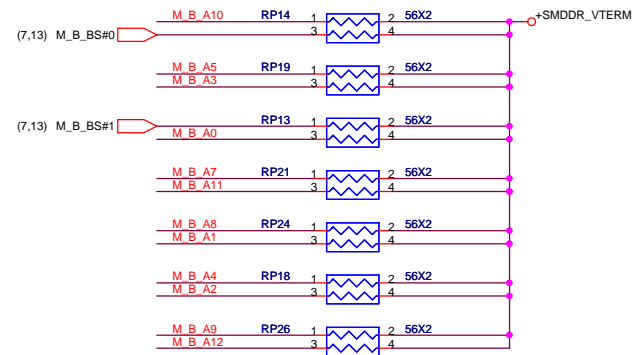 M_B_A10 RP14 1 2 56X2 +SMDDR_VTERM
(7,13) M_B_BS#0 3 4
M_B_A5 RP19 1 2 56X2
M_B_A3 3 4
(7,13) M_B_BS#1 RP13 1 2 56X2
M_B_A0 3 4
M_B_A7 RP21 1 2 56X2
M_B_A11 3 4
M_B_A8 RP24 1 2 56X2
M_B_A1 3 4
M_B_A4 RP18 1 2 56X2
M_B_A2 3 4
M_B_A9 RP26 1 2 56X2
M_B_A12 3 4